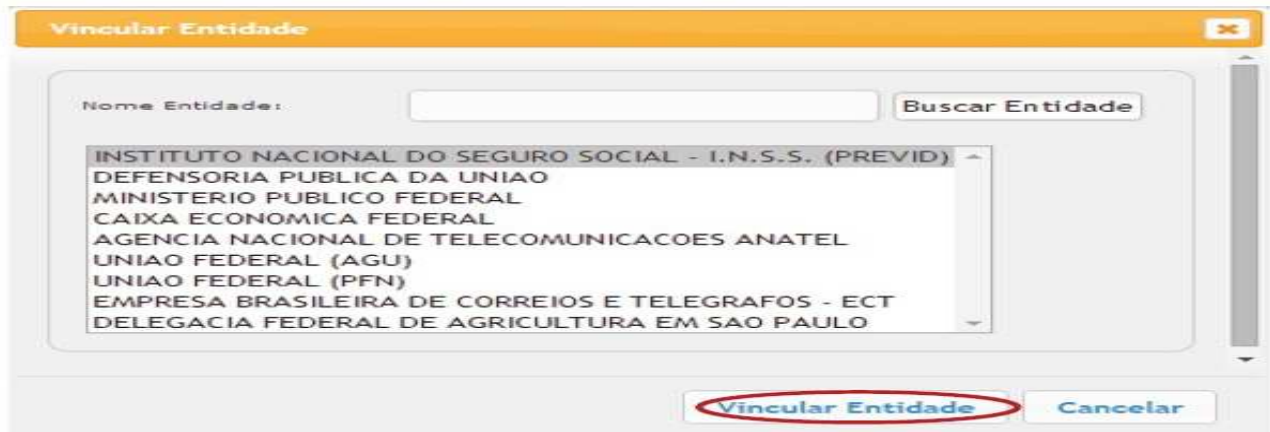 Vincular Entidade
Nome Entidade: Buscar Entidade
INSTITUTO NACIONAL DO SEGURO SOCIAL - I.N.S.S. (PREVID)
DEFENSORIA PUBLICA DA UNIAO
MINISTERIO PUBLICO FEDERAL
CAIXA ECONOMICA FEDERAL
AGENCIA NACIONAL DE TELECOMUNICACOES ANATEL
UNIAO FEDERAL (AGU)
UNIAO FEDERAL (PFN)
EMPRESA BRASILEIRA DE CORREIOS E TELEGRAFOS - ECT
DELEGACIA FEDERAL DE AGRICULTURA EM SAO PAULO
Vincular Entidade Cancelar